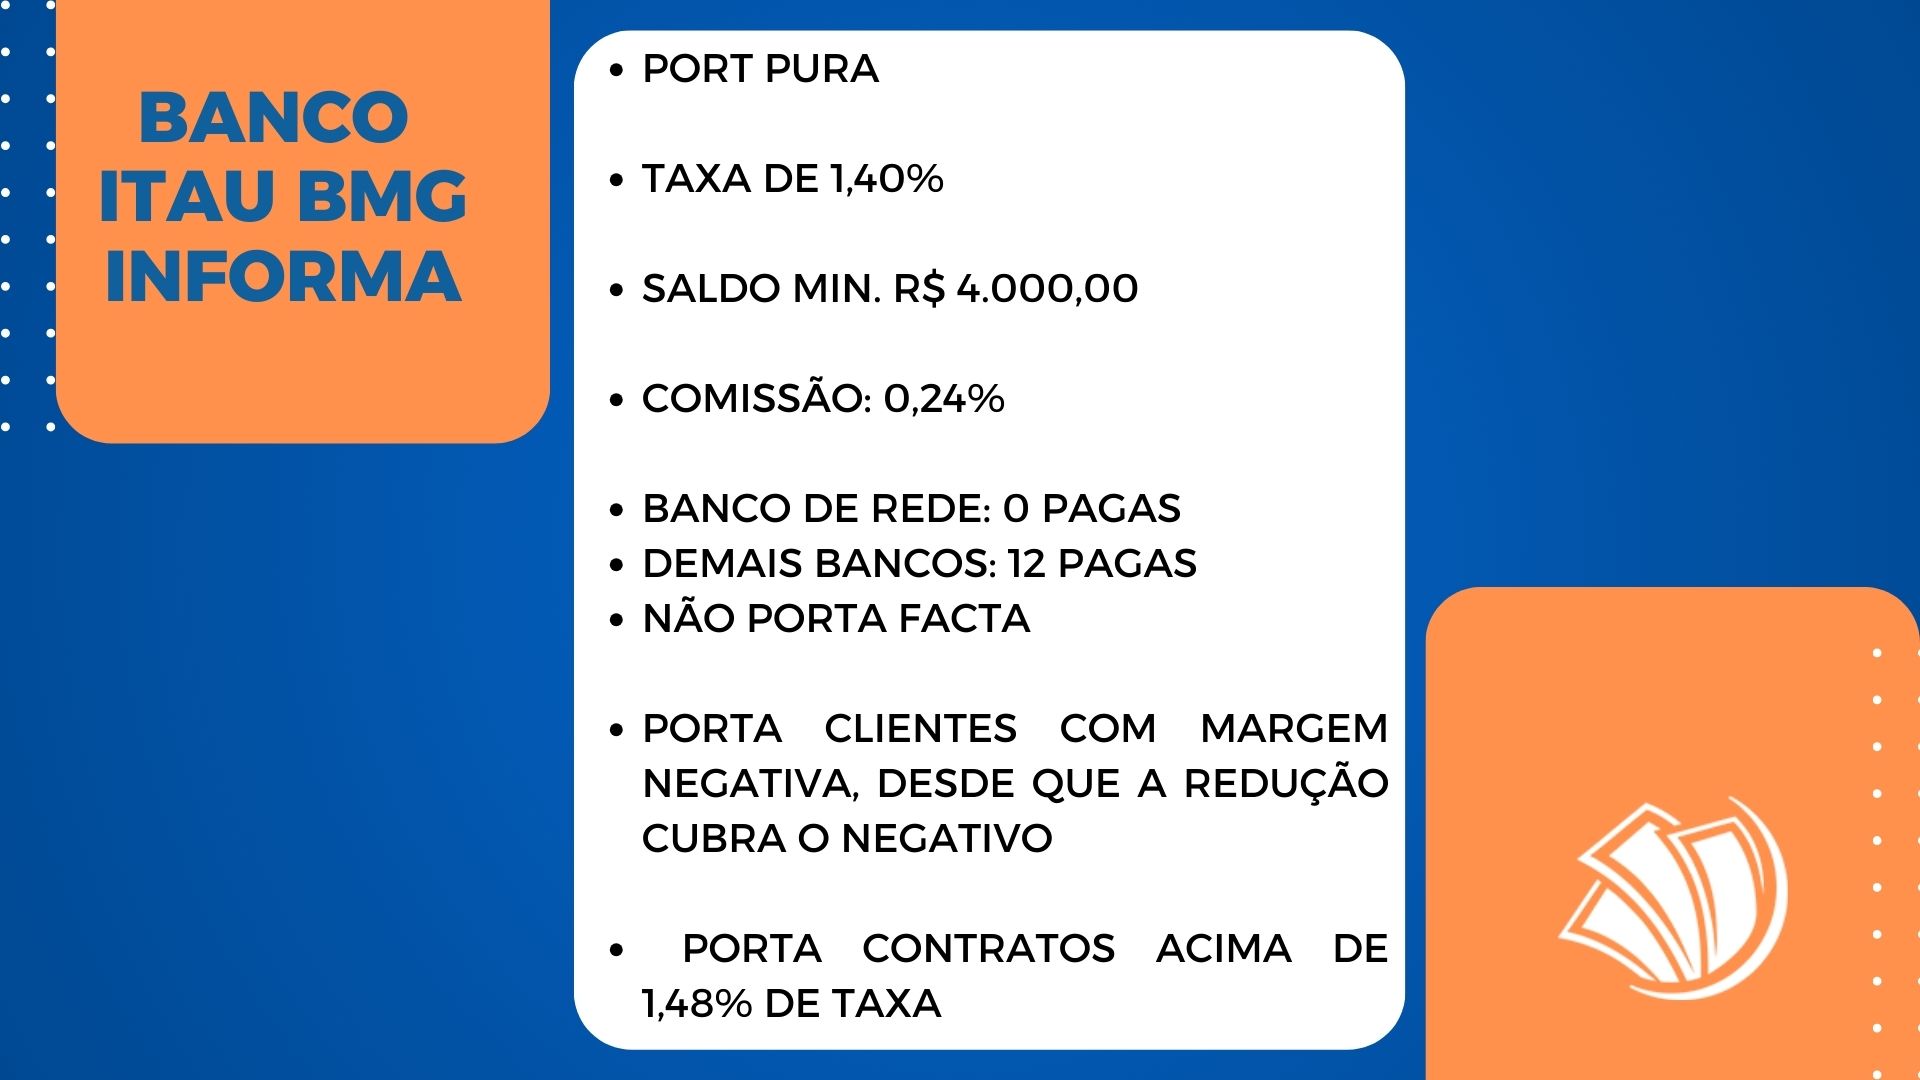 BANCO
ITAU BMG
INFORMA
• PORT PURA
• TAXA DE 1,40%
• SALDO MIN. R$ 4.000,00
• COMISSÃO: 0,24%
• BANCO DE REDE: 0 PAGAS
• DEMAIS BANCOS: 12 PAGAS
• NÃO PORTA FACTA
• PORTA CLIENTES COM MARGEM
NEGATIVA, DESDE QUE A REDUÇÃO
CUBRA O NEGATIVO
• PORTA CONTRATOS ACIMA DE
1,48% DE TAXA